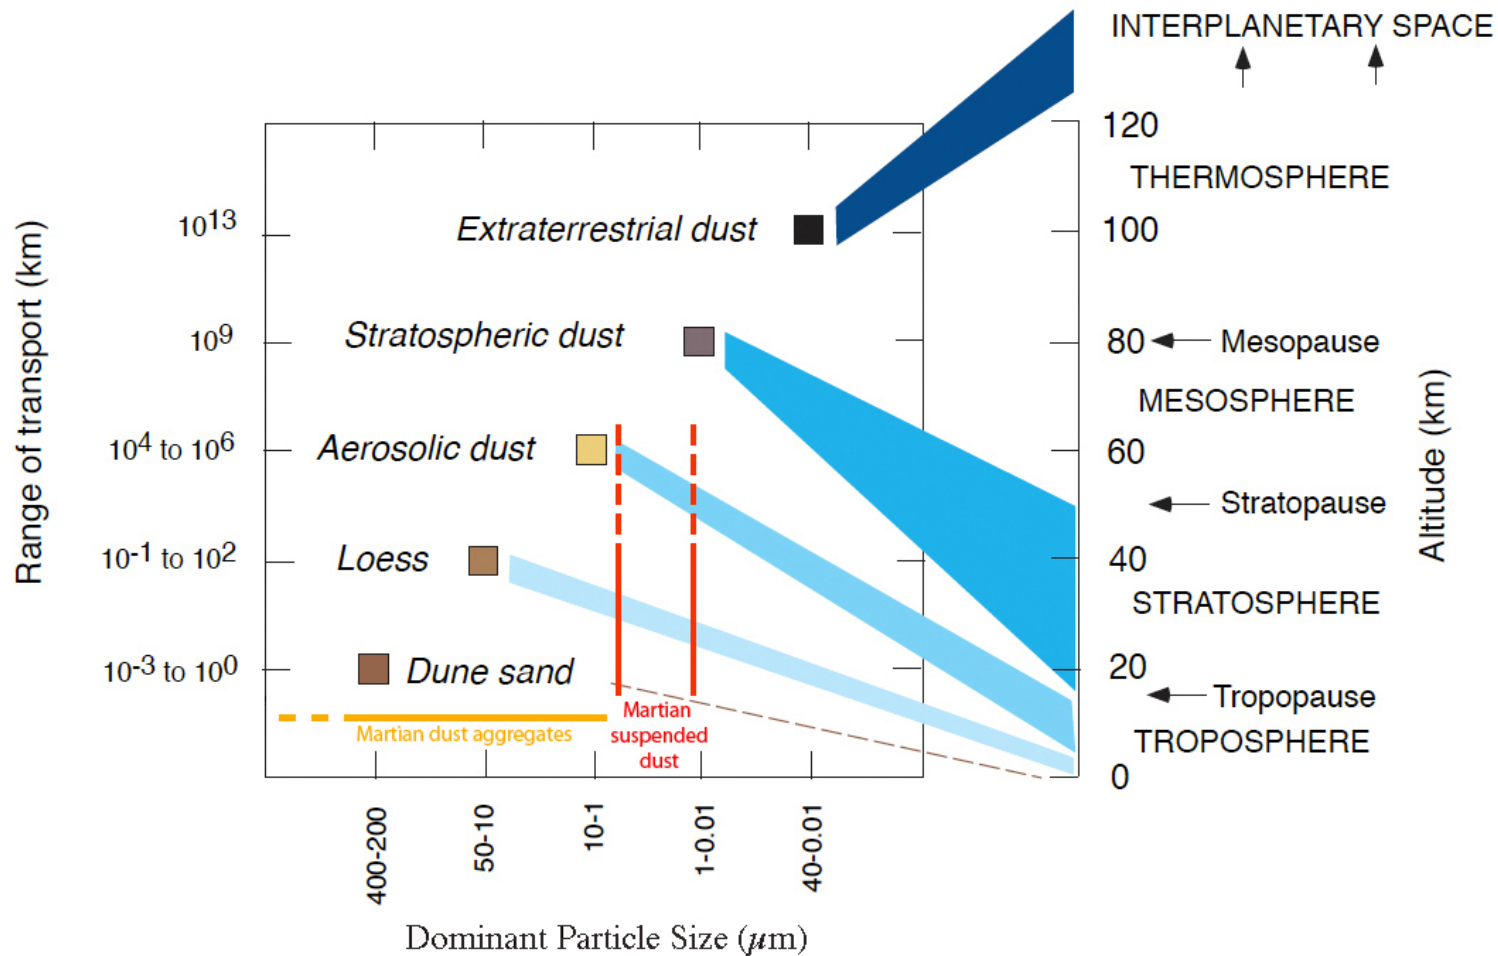 INTERPLANETARY SPACE
120
THERMOSPHERE
10¹³
Extraterrestrial dust
100
10⁹
Stratospheric dust
80
Mesopause
MESOSPHERE
10⁴ to 10⁶
Aerosolic dust
60
Stratopause
10⁻¹ to 10²
Loess
40
STRATOSPHERE
10⁻³ to 10⁰
Dune sand
20
Tropopause
Martian dust aggregates
Martian
suspended
dust
TROPOSPHERE
0
Range of transport (km)
Altitude (km)
400-200
50-10
10-1
1-0.01
40-0.01
Dominant Particle Size (μm)